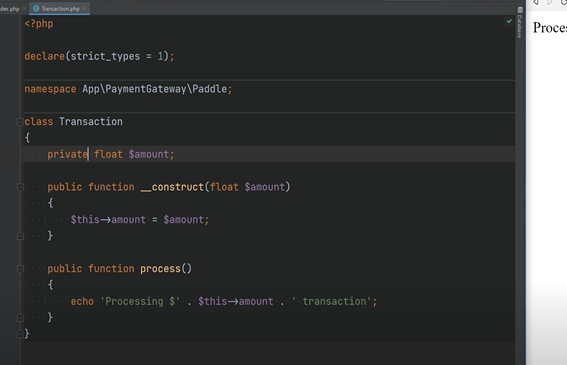 dex.php
Transaction.php
Database
Proces
<?php
declare(strict_types = 1);
namespace App\PaymentGateway\Paddle;
class Transaction
{
private float $amount;
public function __construct(float $amount)
{
$this->amount = $amount;
}
public function process()
{
echo 'Processing $' . $this->amount . ' transaction';
}
}